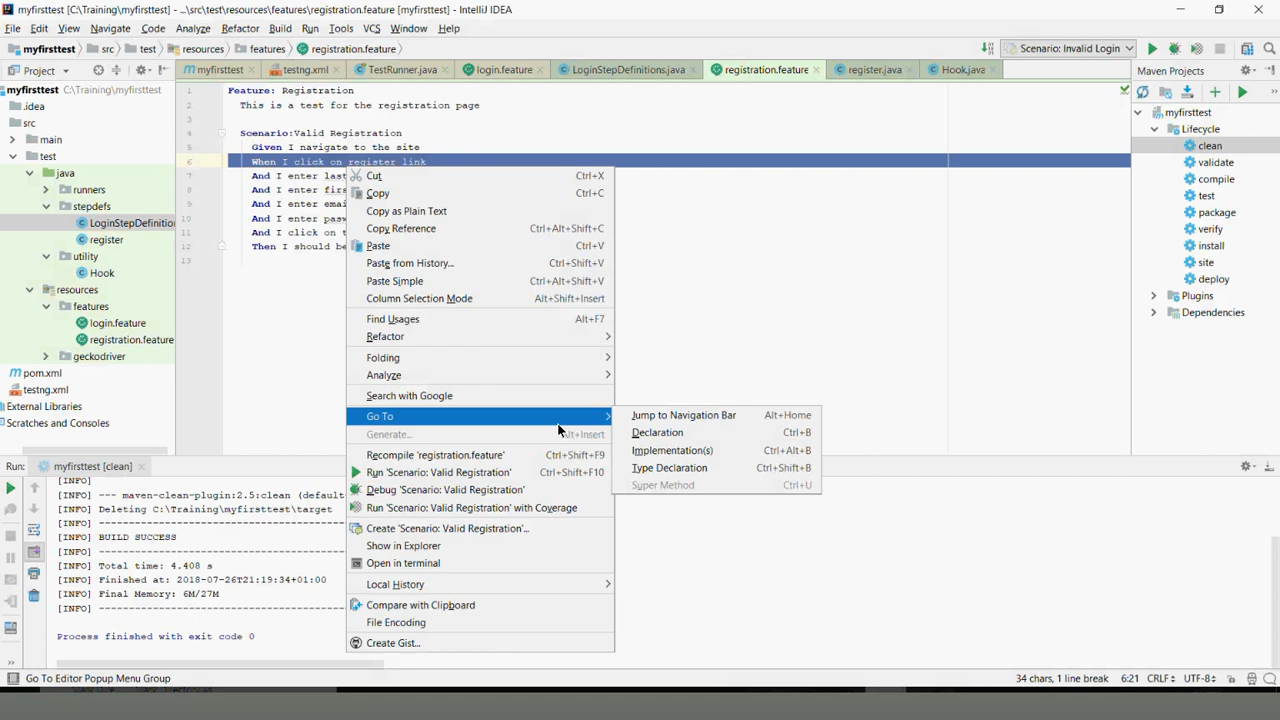 myfirsttest [C:\Training\myfirsttest] - ...\src\test\resources\features\registration.feature [myfirsttest] - IntelliJ IDEA
File Edit View Navigate Code Analyze Refactor Build Run Tools VCS Window Help
myfirsttest src test resources features registration.feature Scenario: Invalid Login
Project myfirsttest testng.xml TestRunner.java login.feature LoginStepDefinitions.java registration.feature register.java Hook.java Maven Projects
myfirsttest C:\Training\myfirsttest
.idea
src
main
test
java
runners
stepdefs
LoginStepDefinitio
register
utility
Hook
resources
features
login.feature
registration.feature
geckodriver
pom.xml
testng.xml
External Libraries
Scratches and Consoles
1 Feature: Registration
2 This is a test for the registration page
3
4 Scenario:Valid Registration
5 Given I navigate to the site
6 When I click on register link
7 And I enter last
8 And I enter firs
9 And I enter emai
10 And I enter pasw
11 And I click on t
12 Then I should be
13
Cut Ctrl+X
Copy Ctrl+C
Copy as Plain Text
Copy Reference Ctrl+Alt+Shift+C
Paste Ctrl+V
Paste from History... Ctrl+Shift+V
Paste Simple Ctrl+Alt+Shift+V
Column Selection Mode Alt+Shift+Insert
Find Usages Alt+F7
Refactor
Folding
Analyze
Search with Google
Go To
Generate... Alt+Insert
Recompile 'registration.feature' Ctrl+Shift+F9
Run 'Scenario: Valid Registration' Ctrl+Shift+F10
Debug 'Scenario: Valid Registration'
Run 'Scenario: Valid Registration' with Coverage
Create 'Scenario: Valid Registration'...
Show in Explorer
Open in terminal
Local History
Compare with Clipboard
File Encoding
Create Gist...
Jump to Navigation Bar Alt+Home
Declaration Ctrl+B
Implementation(s) Ctrl+Alt+B
Type Declaration Ctrl+Shift+B
Super Method Ctrl+U
myfirsttest
Lifecycle
clean
validate
compile
test
package
verify
install
site
deploy
Plugins
Dependencies
Run: myfirsttest [clean]
[INFO]
[INFO] --- maven-clean-plugin:2.5:clean (default
[INFO] Deleting C:\Training\myfirsttest\target
[INFO] ------------------------------------------------
[INFO] BUILD SUCCESS
[INFO] ------------------------------------------------
[INFO] Total time: 4.408 s
[INFO] Finished at: 2018-07-26T21:19:34+01:00
[INFO] Final Memory: 6M/27M
[INFO] ------------------------------------------------
Process finished with exit code 0
Go To Editor Popup Menu Group 34 chars, 1 line break 6:21 CRLF UTF-8